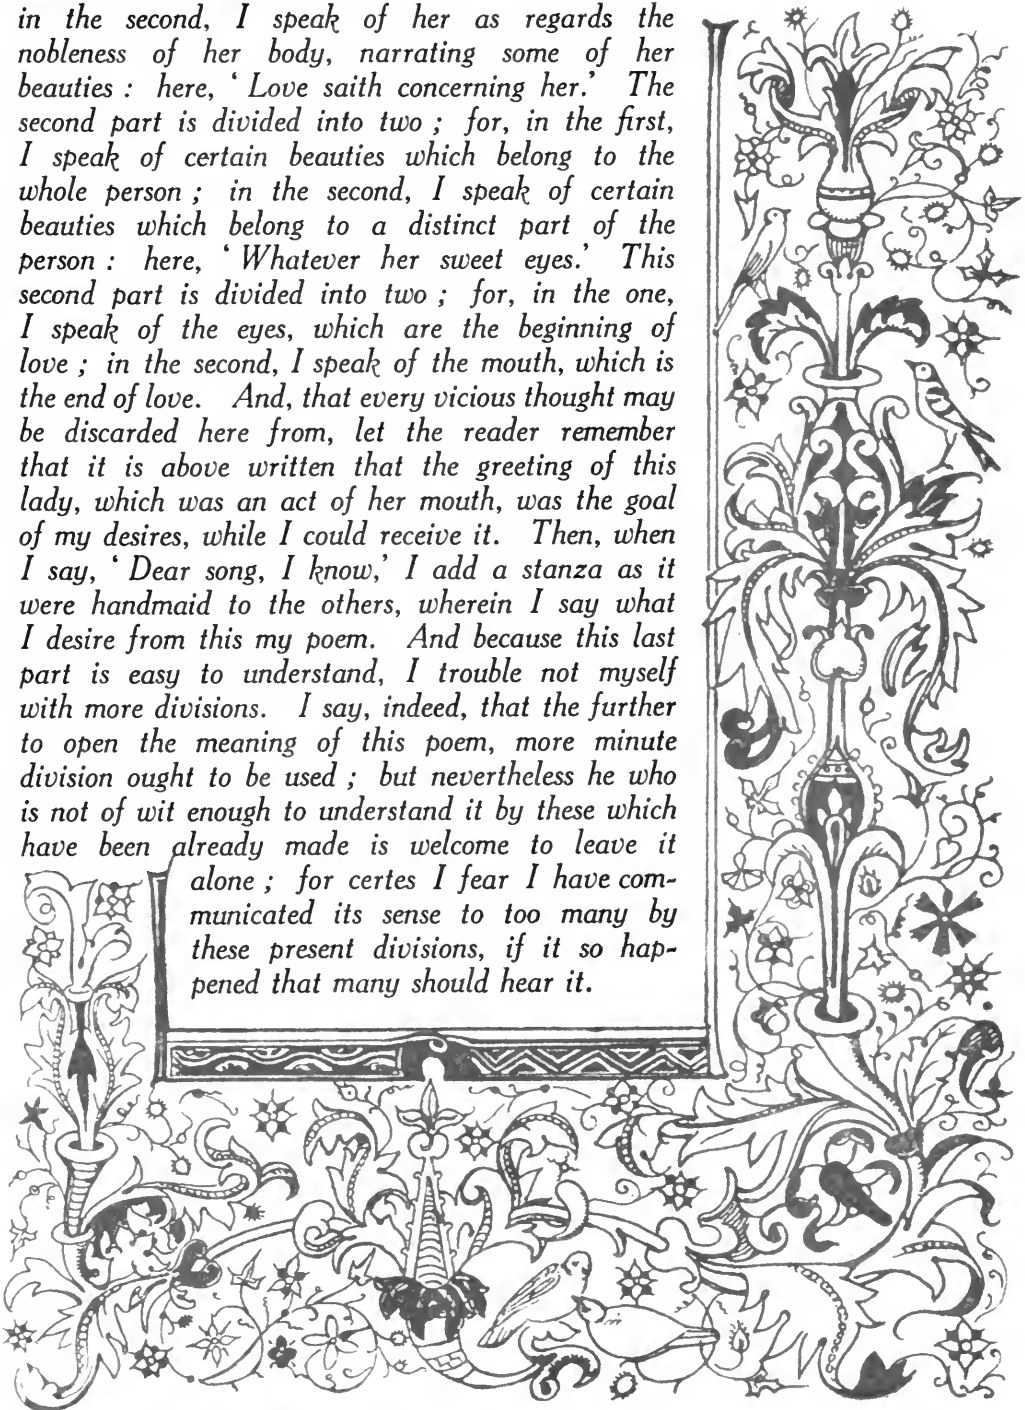 in the second, I speak of her as regards the
nobleness of her body, narrating some of her
beauties : here, ‘ Love saith concerning her.’ The
second part is divided into two ; for, in the first,
I speak of certain beauties which belong to the
whole person ; in the second, I speak of certain
beauties which belong to a distinct part of the
person : here, ‘ Whatever her sweet eyes.’ This
second part is divided into two ; for, in the one,
I speak of the eyes, which are the beginning of
love ; in the second, I speak of the mouth, which is
the end of love. And, that every vicious thought may
be discarded here from, let the reader remember
that it is above written that the greeting of this
lady, which was an act of her mouth, was the goal
of my desires, while I could receive it. Then, when
I say, ‘ Dear song, I know,’ I add a stanza as it
were handmaid to the others, wherein I say what
I desire from this my poem. And because this last
part is easy to understand, I trouble not myself
with more divisions. I say, indeed, that the further
to open the meaning of this poem, more minute
division ought to be used ; but nevertheless he who
is not of wit enough to understand it by these which
have been already made is welcome to leave it
alone ; for certes I fear I have com-
municated its sense to too many by
these present divisions, if it so hap-
pened that many should hear it.